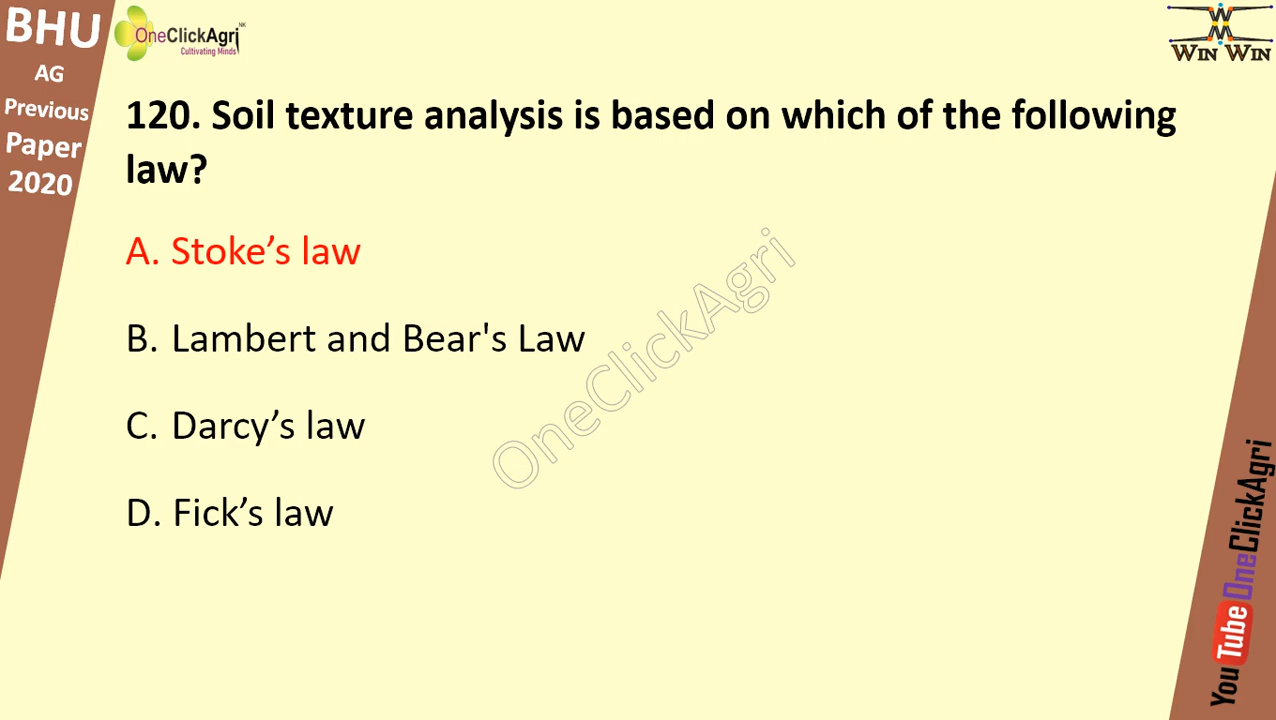 BHU
AG
Previous
Paper
2020
OneClickAgri NK
Cultivating Minds
WIN WIN
120. Soil texture analysis is based on which of the following
law?
A. Stoke’s law
B. Lambert and Bear's Law
C. Darcy’s law
D. Fick’s law
OneClickAgri
YouTube OneClickAgri